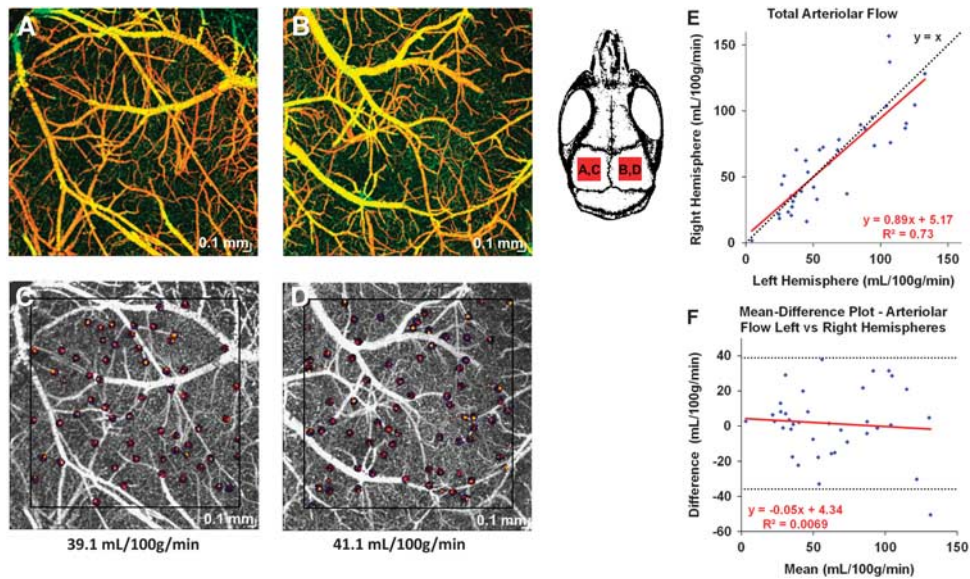 A
B
0.1 mm
0.1 mm
A,C
B,D
C
D
0.1 mm
0.1 mm
39.1 mL/100g/min
41.1 mL/100g/min
E
Total Arteriolar Flow
Right Hemisphere (mL/100g/min)
150
100
50
0
y = x
y = 0.89x + 5.17
R² = 0.73
0
50
100
150
Left Hemisphere (mL/100g/min)
F
Mean-Difference Plot - Arteriolar
Flow Left vs Right Hemispheres
Difference (mL/100g/min)
40
20
0
-20
-40
-60
y = -0.05x + 4.34
R² = 0.0069
0
50
100
150
Mean (mL/100g/min)